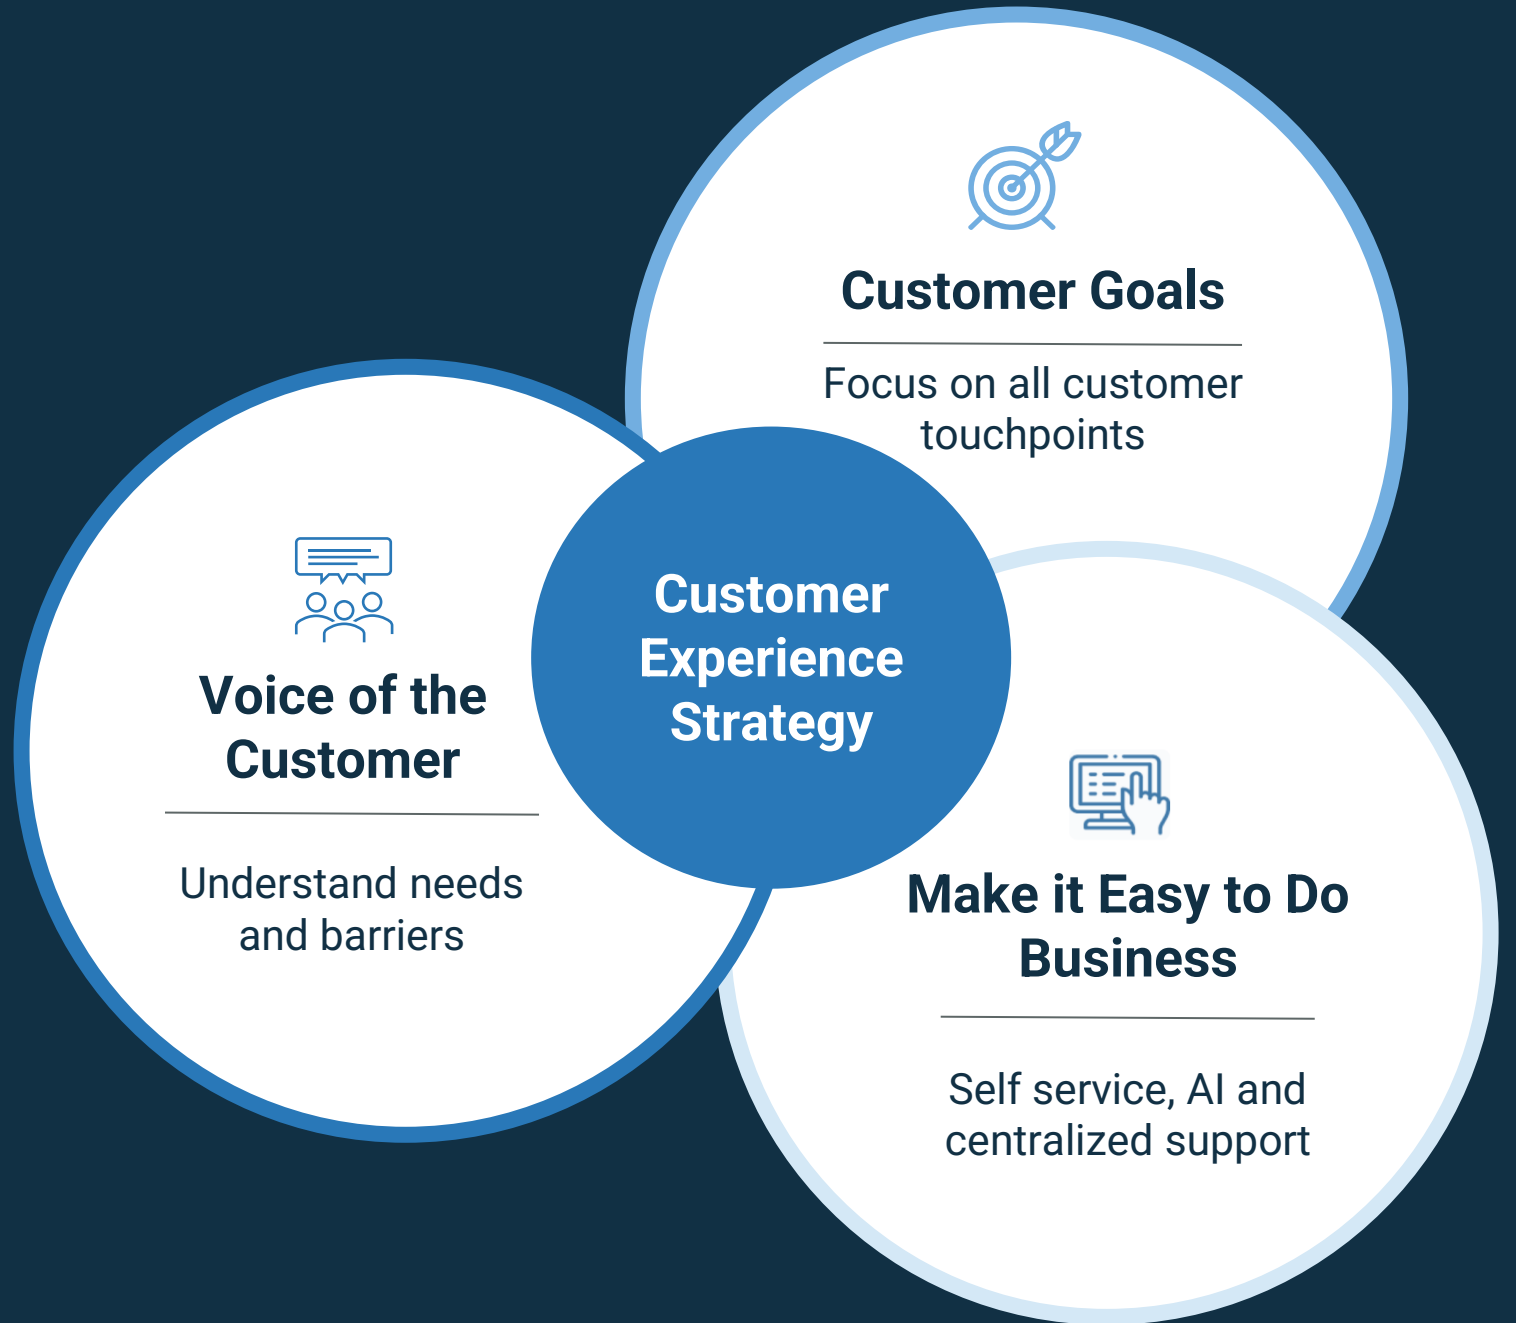 Customer Goals
Focus on all customer
touchpoints
Customer
Experience
Strategy
Voice of the
Customer
Understand needs
and barriers
Make it Easy to Do
Business
Self service, AI and
centralized support